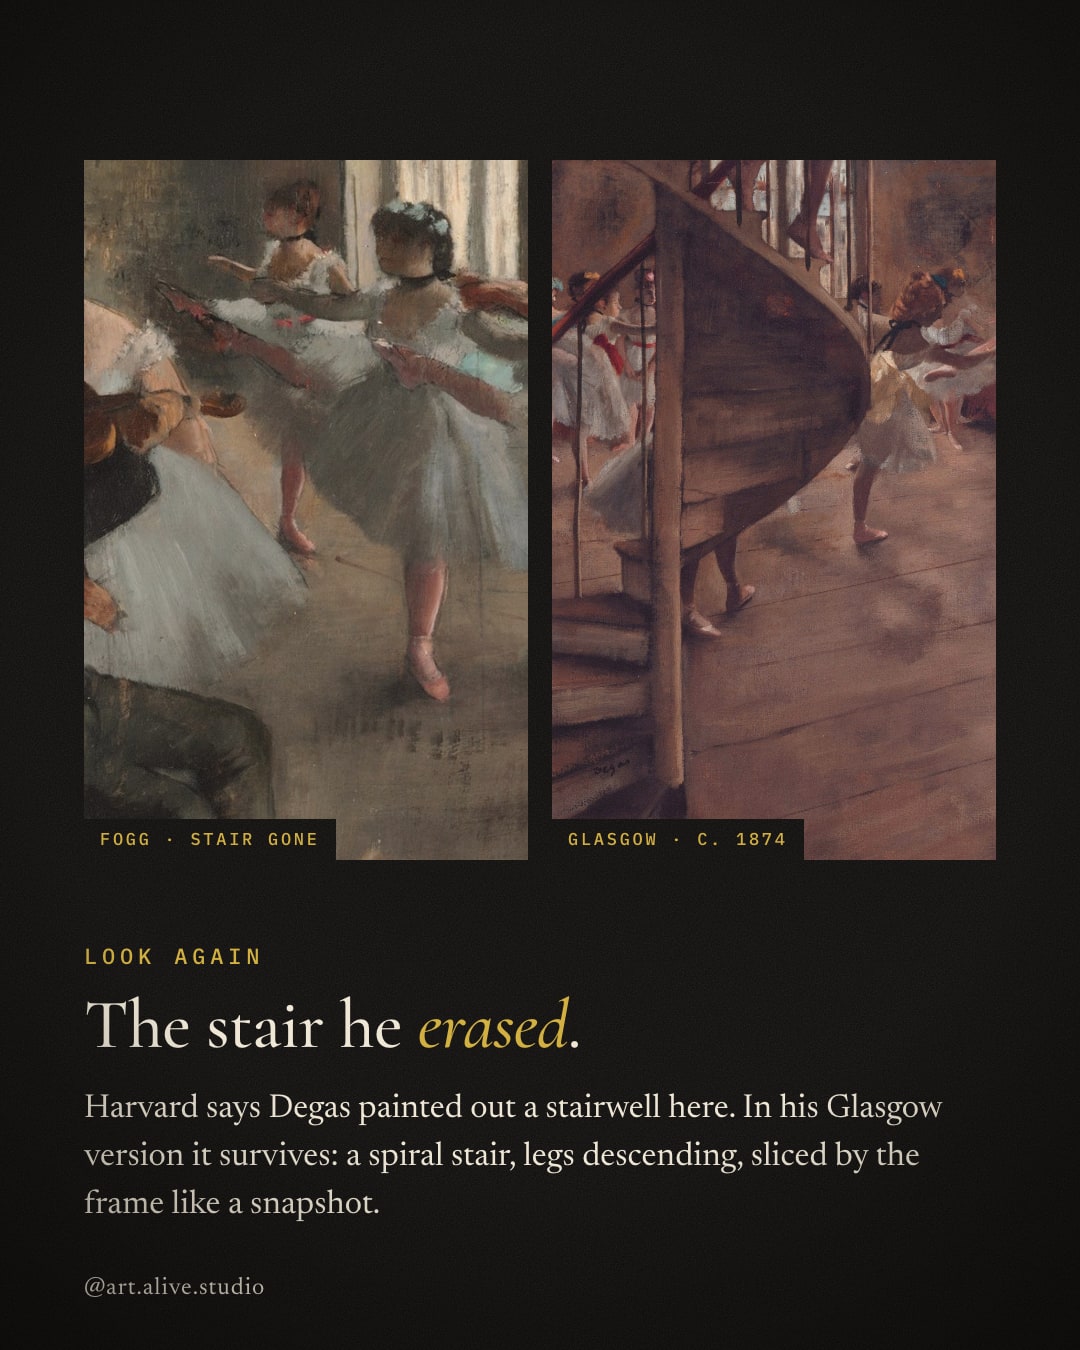 FOGG · STAIR GONE
GLASGOW · C. 1874
LOOK AGAIN
The stair he erased.
Harvard says Degas painted out a stairwell here. In his Glasgow
version it survives: a spiral stair, legs descending, sliced by the
frame like a snapshot.
@art.alive.studio
Degas